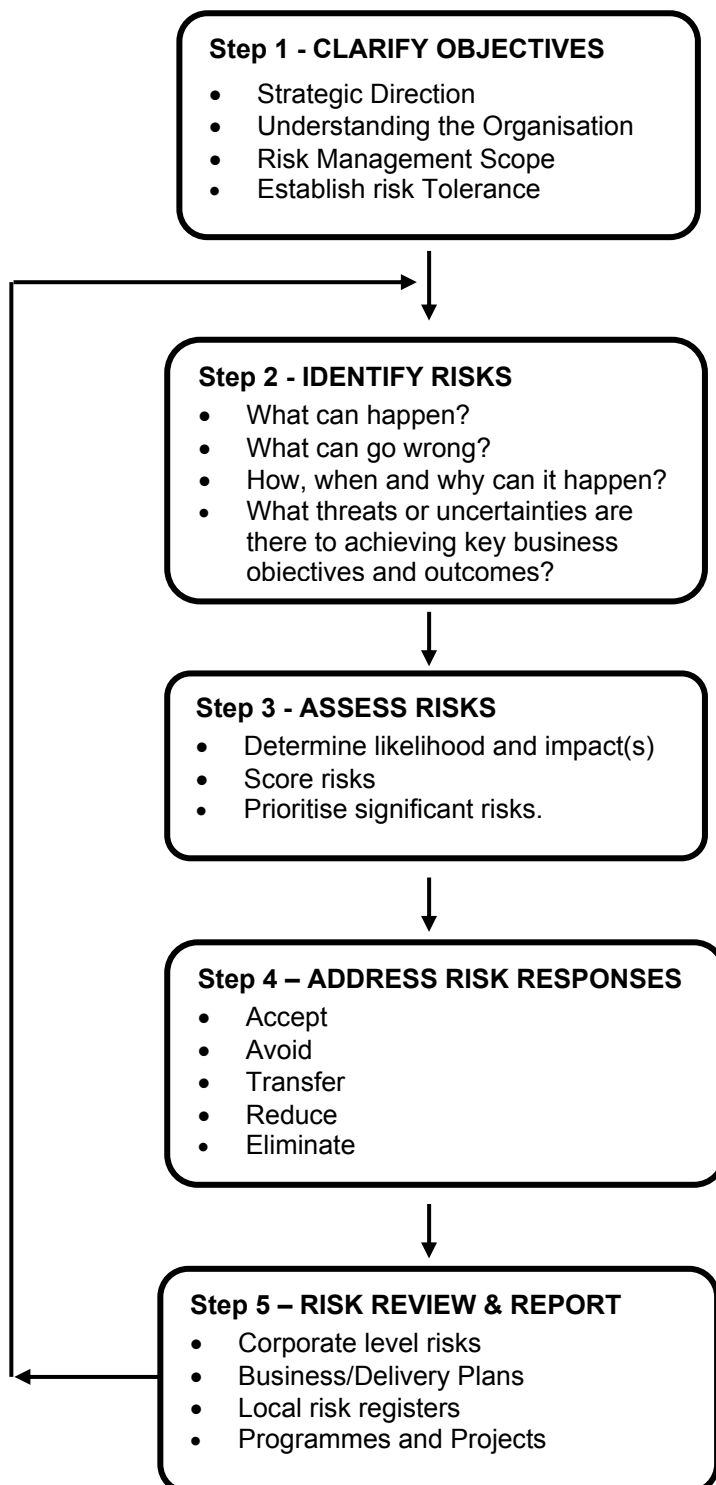 Step 1 - CLARIFY OBJECTIVES
• Strategic Direction
• Understanding the Organisation
• Risk Management Scope
• Establish risk Tolerance
Step 2 - IDENTIFY RISKS
• What can happen?
• What can go wrong?
• How, when and why can it happen?
• What threats or uncertainties are
there to achieving key business
objectives and outcomes?
Step 3 - ASSESS RISKS
• Determine likelihood and impact(s)
• Score risks
• Prioritise significant risks.
Step 4 – ADDRESS RISK RESPONSES
• Accept
• Avoid
• Transfer
• Reduce
• Eliminate
Step 5 – RISK REVIEW & REPORT
• Corporate level risks
• Business/Delivery Plans
• Local risk registers
• Programmes and Projects